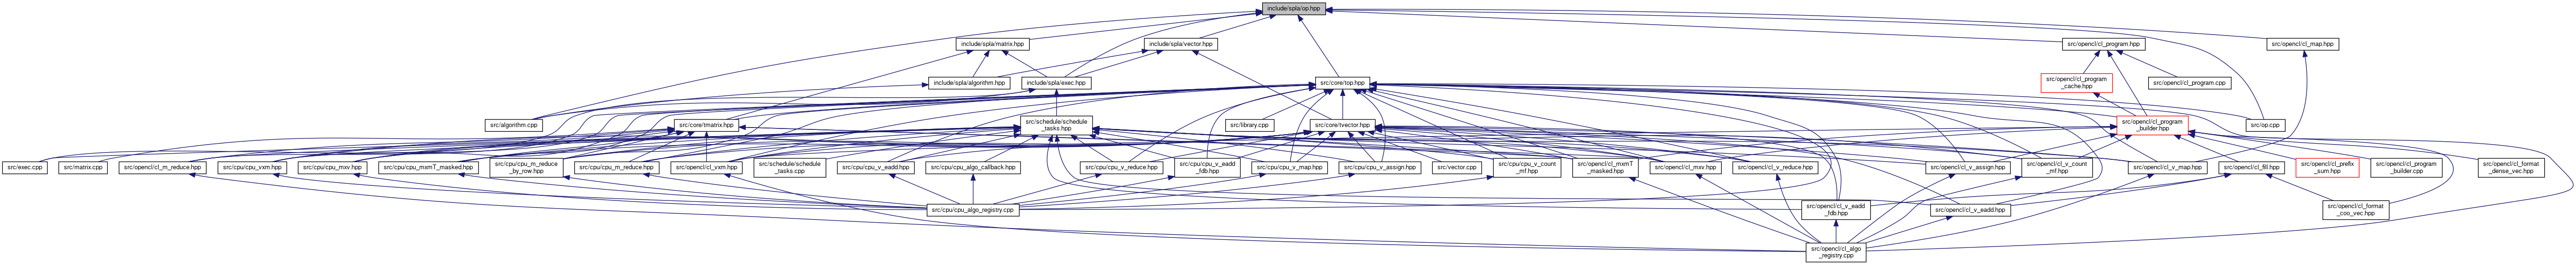 include/spla/op.hpp
include/spla/matrix.hpp
include/spla/vector.hpp
src/opencl/cl_program.hpp
src/opencl/cl_map.hpp
include/spla/algorithm.hpp
include/spla/exec.hpp
src/core/top.hpp
src/opencl/cl_program
_cache.hpp
src/opencl/cl_program.cpp
src/algorithm.cpp
src/core/tmatrix.hpp
src/schedule/schedule
_tasks.hpp
src/library.cpp
src/core/tvector.hpp
src/opencl/cl_program
_builder.hpp
src/op.cpp
src/exec.cpp
src/matrix.cpp
src/opencl/cl_m_reduce.hpp
src/cpu/cpu_vxm.hpp
src/cpu/cpu_mxv.hpp
src/cpu/cpu_mxmT_masked.hpp
src/cpu/cpu_m_reduce
_by_row.hpp
src/cpu/cpu_m_reduce.hpp
src/opencl/cl_vxm.hpp
src/schedule/schedule
_tasks.cpp
src/cpu/cpu_v_eadd.hpp
src/cpu/cpu_algo_callback.hpp
src/cpu/cpu_v_reduce.hpp
src/cpu/cpu_v_eadd
_fdb.hpp
src/cpu/cpu_v_map.hpp
src/cpu/cpu_v_assign.hpp
src/vector.cpp
src/cpu/cpu_v_count
_mf.hpp
src/opencl/cl_mxmT
_masked.hpp
src/opencl/cl_mxv.hpp
src/opencl/cl_v_reduce.hpp
src/opencl/cl_v_assign.hpp
src/opencl/cl_v_count
_mf.hpp
src/opencl/cl_v_map.hpp
src/opencl/cl_fill.hpp
src/opencl/cl_prefix
_sum.hpp
src/opencl/cl_program
_builder.cpp
src/opencl/cl_format
_dense_vec.hpp
src/cpu/cpu_algo_registry.cpp
src/opencl/cl_v_eadd
_fdb.hpp
src/opencl/cl_v_eadd.hpp
src/opencl/cl_format
_coo_vec.hpp
src/opencl/cl_algo
_registry.cpp